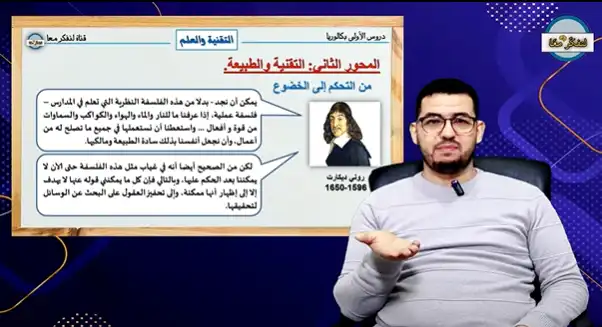 دروس الأولى بكالوريا
التقنية والعلم
قناة لنفكر معا
لنفكر معا
المحور الثاني: التقنية والطبيعة.
من التحكم إلى الخضوع
يمكن أن نجد - بدلا من هذه الفلسفة النظرية التي تعلم في المدارس –
فلسفة عملية، إذا عرفنا ما للنار والماء والهواء والكواكب والسماوات
من قوة و أفعال ... واستطعنا أن نستعملها في جميع ما تصلح له من
أعمال، وأن نجعل أنفسنا بذلك سادة الطبيعة ومالكيها.
روني ديكارت
1650-1596
لكن من الصحيح أيضا أنه في غياب مثل هذه الفلسفة حتى الآن لا
يمكننا بعد الحكم عليها، وبالتالي فإن كل ما يمكنني قوله عنها لا يهدف
إلا إلى إظهار أنها ممكنة، وإلى تحفيز العقول على البحث عن الوسائل
لتحقيقها.